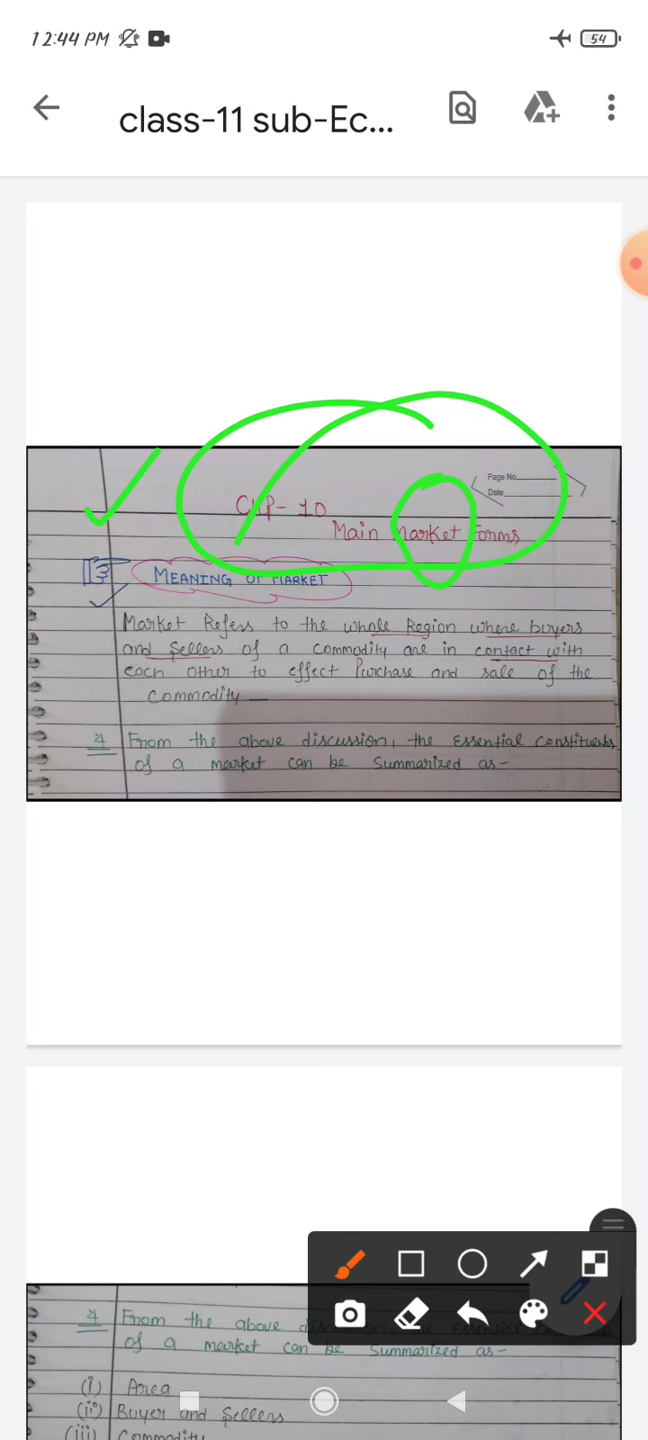 12:44 PM
54
class-11 sub-Ec...
Page No.
Date
Chp-10
Main Market Forms
MEANING OF MARKET
Market Refers to the whole Region where buyers
and Sellers of a commodity are in contact with
each other to effect Purchase and sale of the
Commodity
From the above discussion, the Essential Constituents
of a market can be Summarized as-
From the above
of a market can be Summarized as-
(i) Area
(ii) Buyer and Sellers
(iii) Commodity